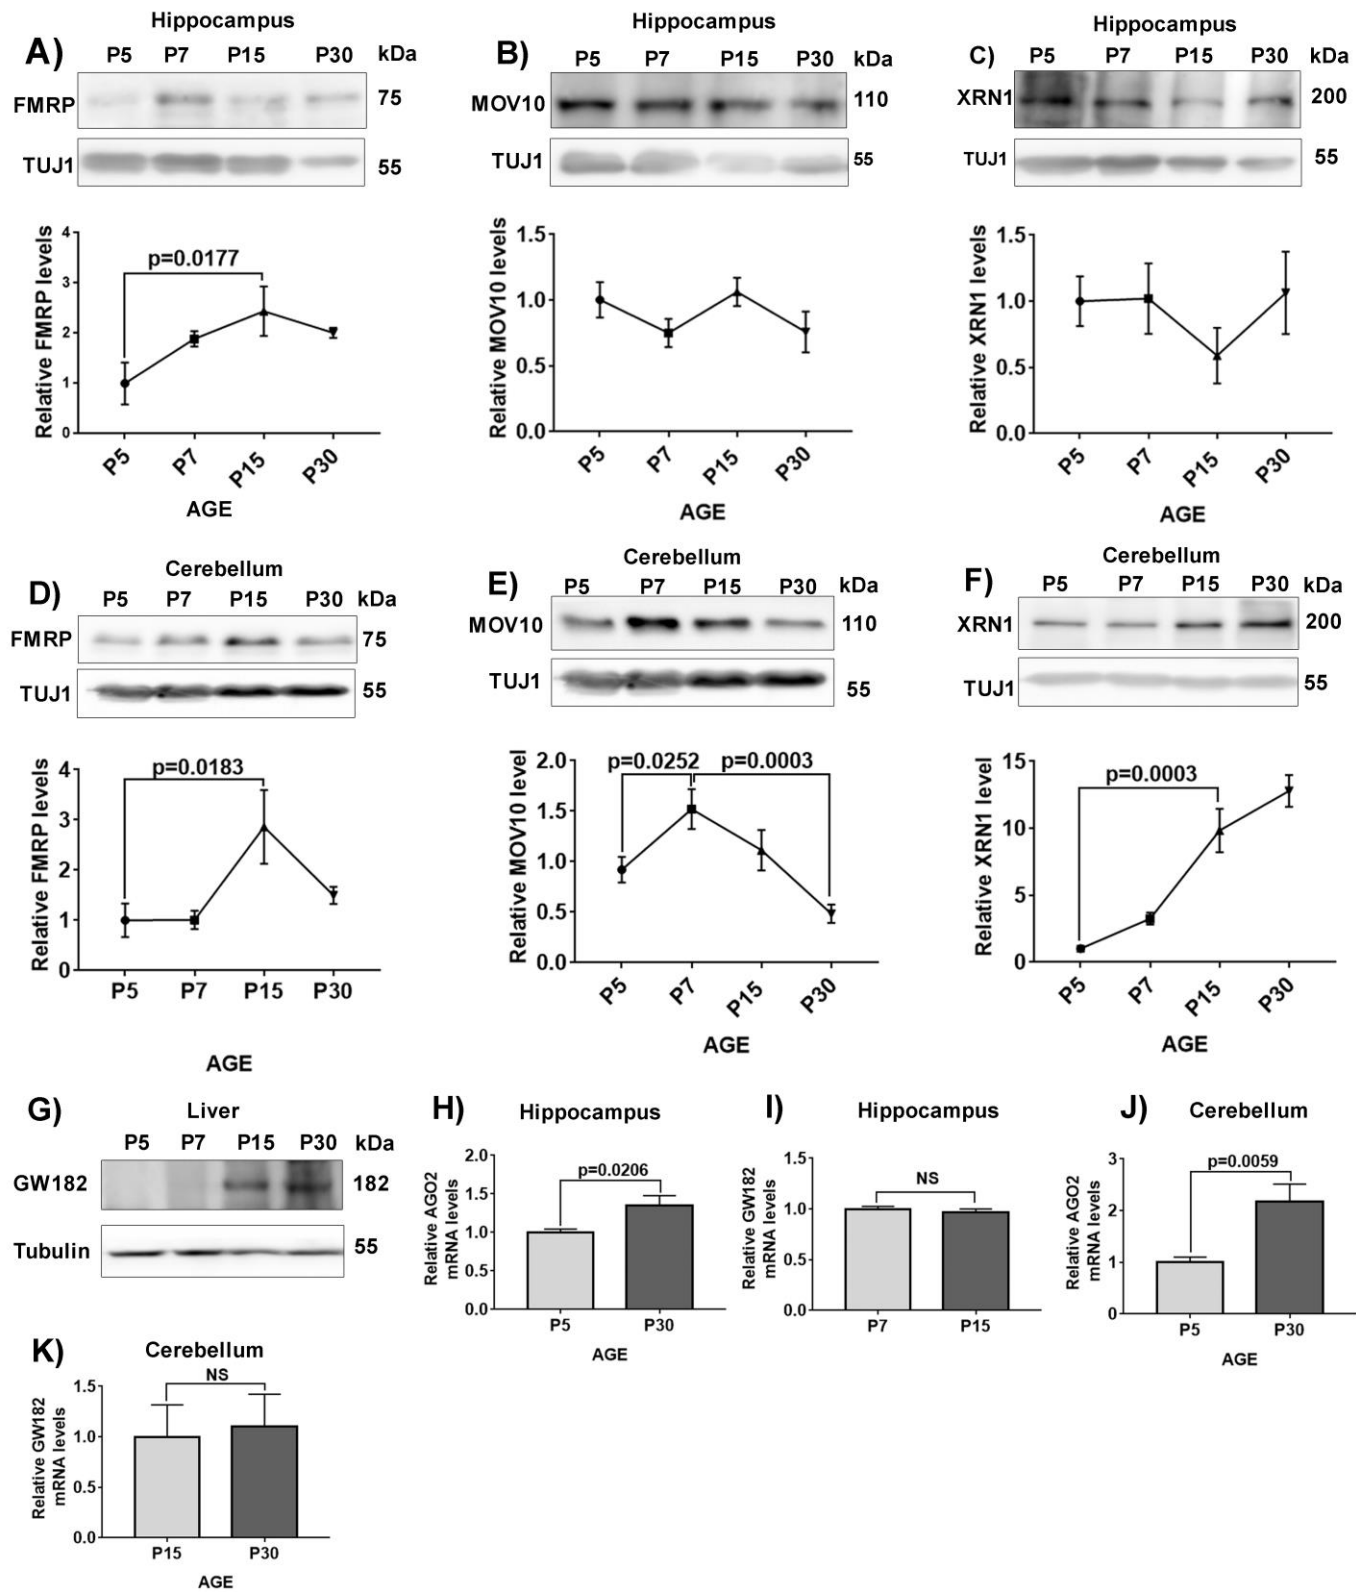 Hippocampus
A)
P5 P7 P15 P30 kDa
FMRP 75
TUJ1 55
Relative FMRP levels
4
3
2
1
0
p=0.0177
P5 P7 P15 P30
AGE
Hippocampus
B)
P5 P7 P15 P30 kDa
MOV10 110
TUJ1 55
Relative MOV10 levels
1.5
1.0
0.5
0.0
P5 P7 P15 P30
AGE
Hippocampus
C)
P5 P7 P15 P30 kDa
XRN1 200
TUJ1 55
Relative XRN1 levels
1.5
1.0
0.5
0.0
P5 P7 P15 P30
AGE
Cerebellum
D)
P5 P7 P15 P30 kDa
FMRP 75
TUJ1 55
Relative FMRP levels
4
3
2
1
0
p=0.0183
P5 P7 P15 P30
AGE
Cerebellum
E)
P5 P7 P15 P30 kDa
MOV10 110
TUJ1 55
Relative MOV10 level
2.0
1.5
1.0
0.5
0.0
p=0.0252 p=0.0003
P5 P7 P15 P30
AGE
Cerebellum
F)
P5 P7 P15 P30 kDa
XRN1 200
TUJ1 55
Relative XRN1 level
15
10
5
0
p=0.0003
P5 P7 P15 P30
AGE
G)
Liver
P5 P7 P15 P30 kDa
GW182 182
Tubulin 55
H)
Hippocampus
Relative AGO2
mRNA levels
2.0
1.5
1.0
0.5
0.0
p=0.0206
P5 P30
AGE
I)
Hippocampus
Relative GW182
mRNA levels
1.5
1.0
0.5
0.0
NS
P7 P15
J)
Cerebellum
Relative AGO2
mRNA levels
3
2
1
0
p=0.0059
P5 P30
AGE
K)
Cerebellum
Relative GW182
mRNA levels
1.5
1.0
0.5
0.0
NS
P15 P30
AGE